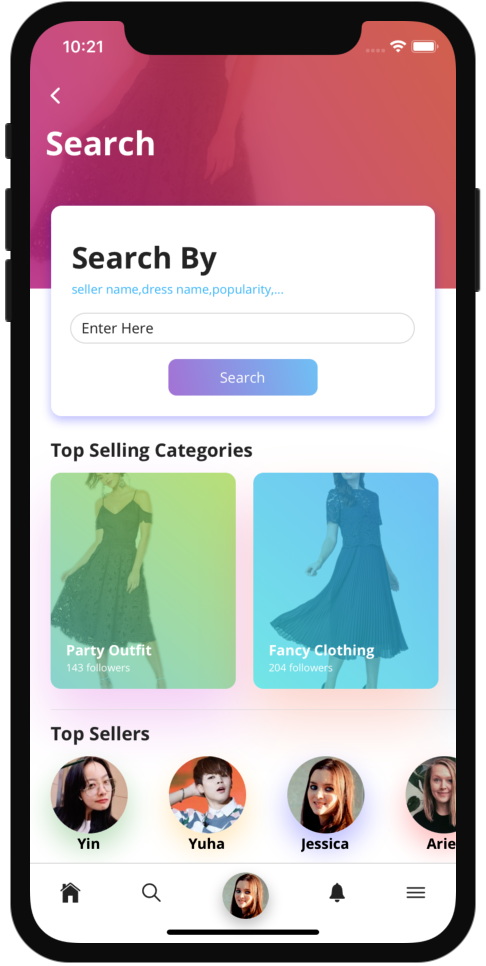 10:21
Search
Search By
seller name,dress name,popularity,...
Enter Here
Search
Top Selling Categories
Party Outfit
143 followers
Fancy Clothing
204 followers
Top Sellers
Yin
Yuha
Jessica
Arie